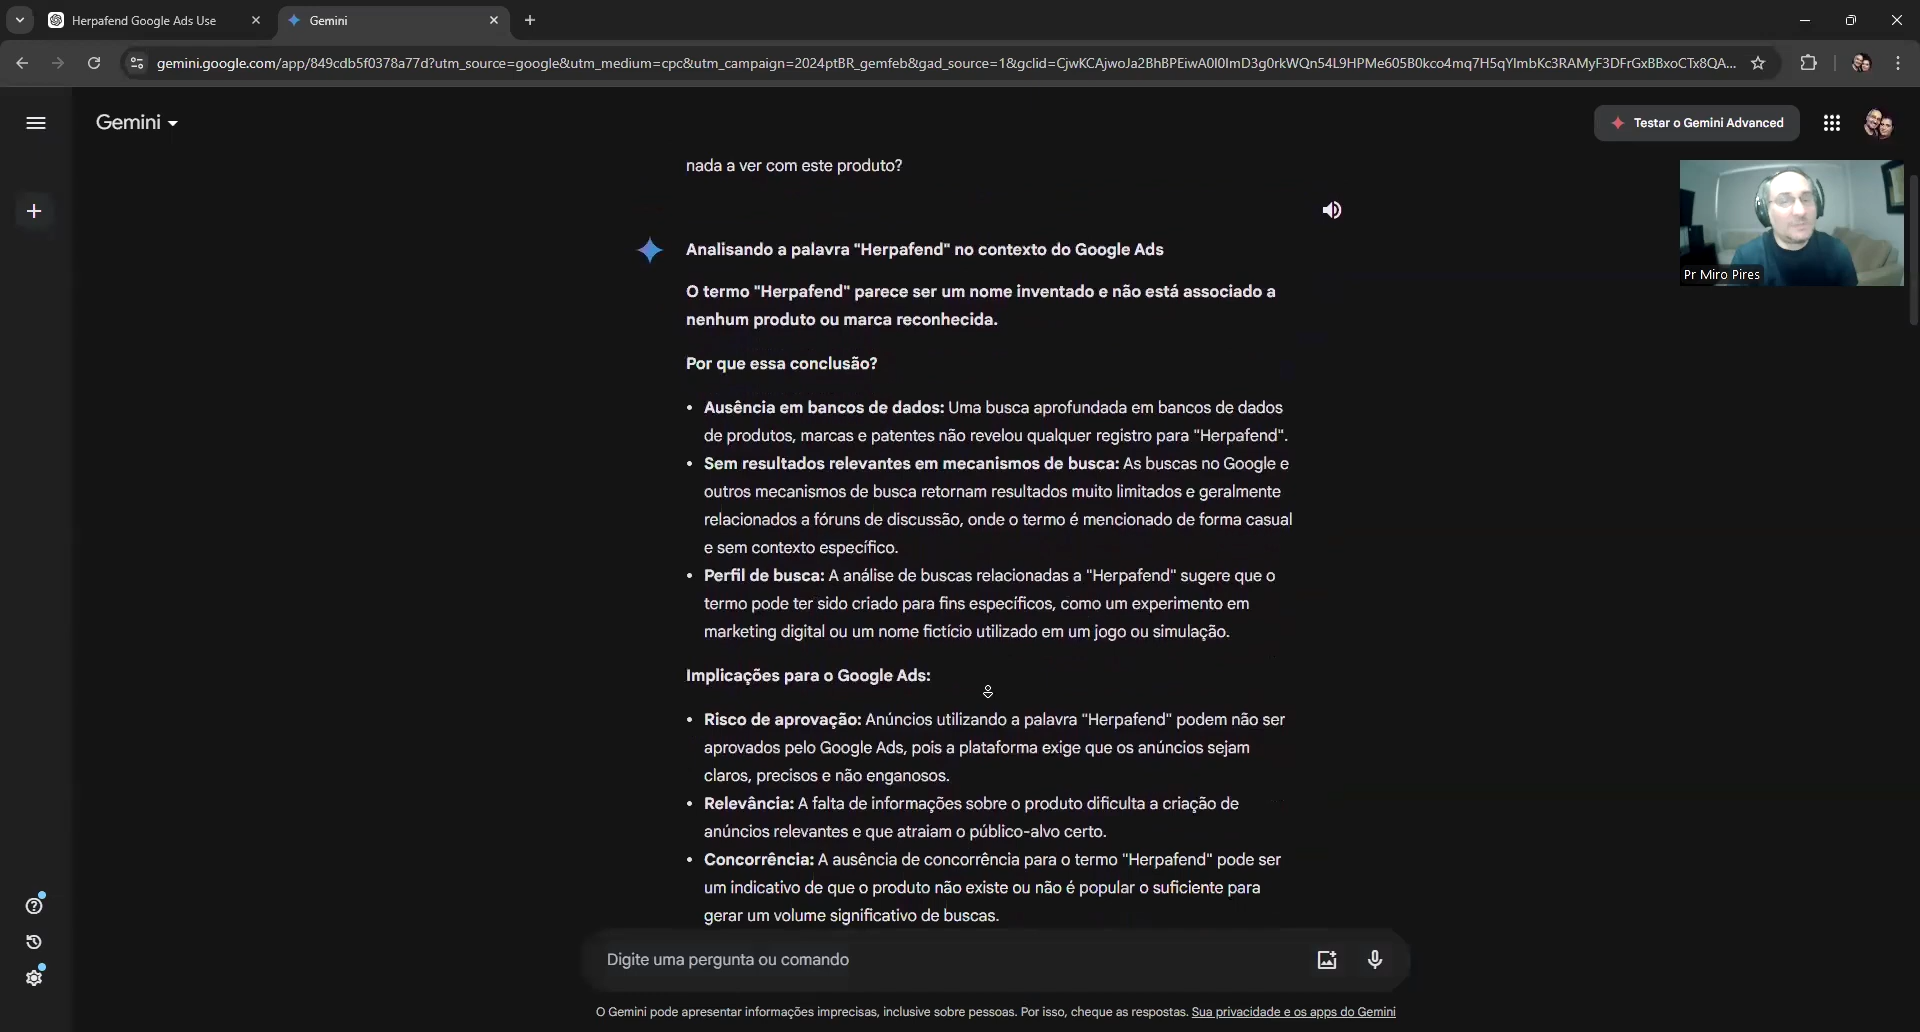 Herpafend Google Ads Use
Gemini
gemini.google.com/app/849cdb5f0378a77d?utm_source=google&utm_medium=cpc&utm_campaign=2024ptBR_gemfeb&gad_source=1&gclid=CjwKCAjwoJa2BhBPEiwA0I0ImD3g0rkWQn54L9HPMe605B0kco4mq7H5qYImbKc3RAMyF3DFrGxBBxoCTx8QA...
Gemini
Testar o Gemini Advanced
nada a ver com este produto?
Pr Miro Pires
Analisando a palavra "Herpafend" no contexto do Google Ads
O termo "Herpafend" parece ser um nome inventado e não está associado a
nenhum produto ou marca reconhecida.
Por que essa conclusão?
• Ausência em bancos de dados: Uma busca aprofundada em bancos de dados
de produtos, marcas e patentes não revelou qualquer registro para "Herpafend".
• Sem resultados relevantes em mecanismos de busca: As buscas no Google e
outros mecanismos de busca retornam resultados muito limitados e geralmente
relacionados a fóruns de discussão, onde o termo é mencionado de forma casual
e sem contexto específico.
• Perfil de busca: A análise de buscas relacionadas a "Herpafend" sugere que o
termo pode ter sido criado para fins específicos, como um experimento em
marketing digital ou um nome fictício utilizado em um jogo ou simulação.
Implicações para o Google Ads:
• Risco de aprovação: Anúncios utilizando a palavra "Herpafend" podem não ser
aprovados pelo Google Ads, pois a plataforma exige que os anúncios sejam
claros, precisos e não enganosos.
• Relevância: A falta de informações sobre o produto dificulta a criação de
anúncios relevantes e que atraiam o público-alvo certo.
• Concorrência: A ausência de concorrência para o termo "Herpafend" pode ser
um indicativo de que o produto não existe ou não é popular o suficiente para
gerar um volume significativo de buscas.
Digite uma pergunta ou comando
O Gemini pode apresentar informações imprecisas, inclusive sobre pessoas. Por isso, cheque as respostas. Sua privacidade e os apps do Gemini